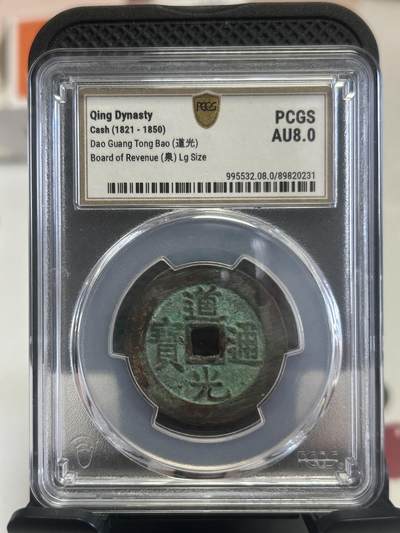 Qing Dynasty
Cash (1821 - 1850)
Dao Guang Tong Bao (道光)
Board of Revenue (泉) Lg Size
PCGS
PCGS
AU8.0
995532.08.0/89820231
道
寶 通
光